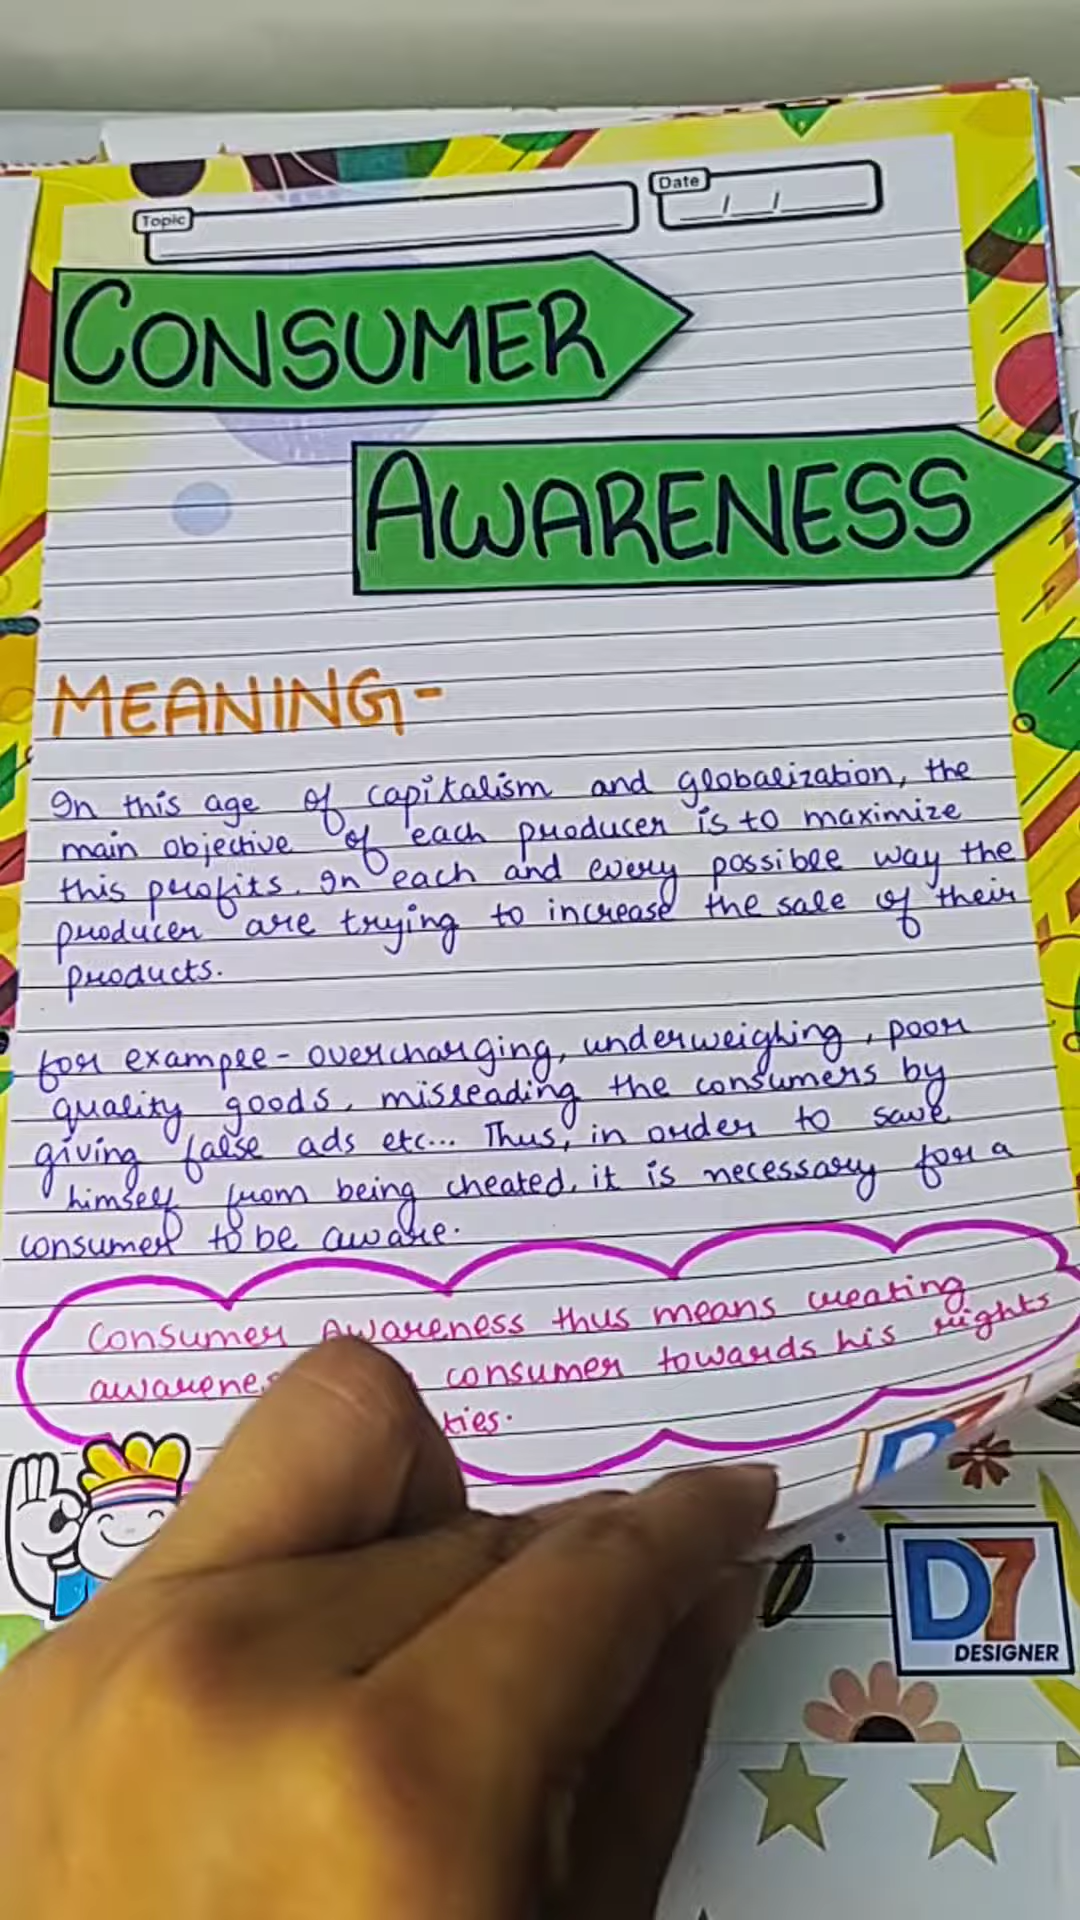 Topic
Date
CONSUMER
AWARENESS
MEANING-
In this age of capitalism and globalization, the
main objective of each producer is to maximize
this profits. In each and every possible way the
producer are trying to increase the sale of their
products.
for example - overcharging, underweighing, poor
quality goods, misleading the consumers by
giving false ads etc... Thus, in order to save
himself from being cheated, it is necessary for a
consumer to be aware.
Consumer Awareness thus means creating
consumer towards his rights
D7
D7
DESIGNER